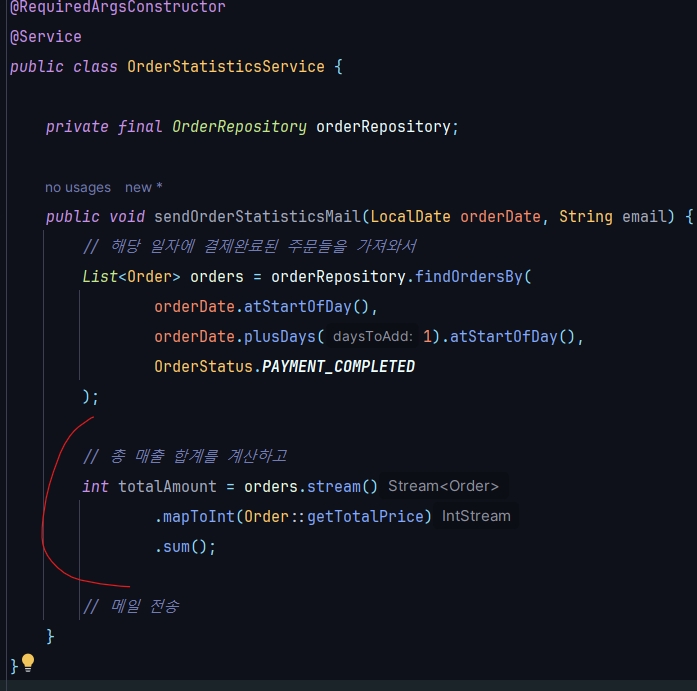 @RequiredArgsConstructor
@Service
public class OrderStatisticsService {
private final OrderRepository orderRepository;
no usages new *
public void sendOrderStatisticsMail(LocalDate orderDate, String email) {
// 해당 일자에 결제완료된 주문들을 가져와서
List<Order> orders = orderRepository.findOrdersBy(
orderDate.atStartOfDay(),
orderDate.plusDays( daysToAdd: 1).atStartOfDay(),
OrderStatus.PAYMENT_COMPLETED
);
// 총 매출 합계를 계산하고
int totalAmount = orders.stream() Stream<Order>
.mapToInt(Order::getTotalPrice) IntStream
.sum();
// 메일 전송
}
}